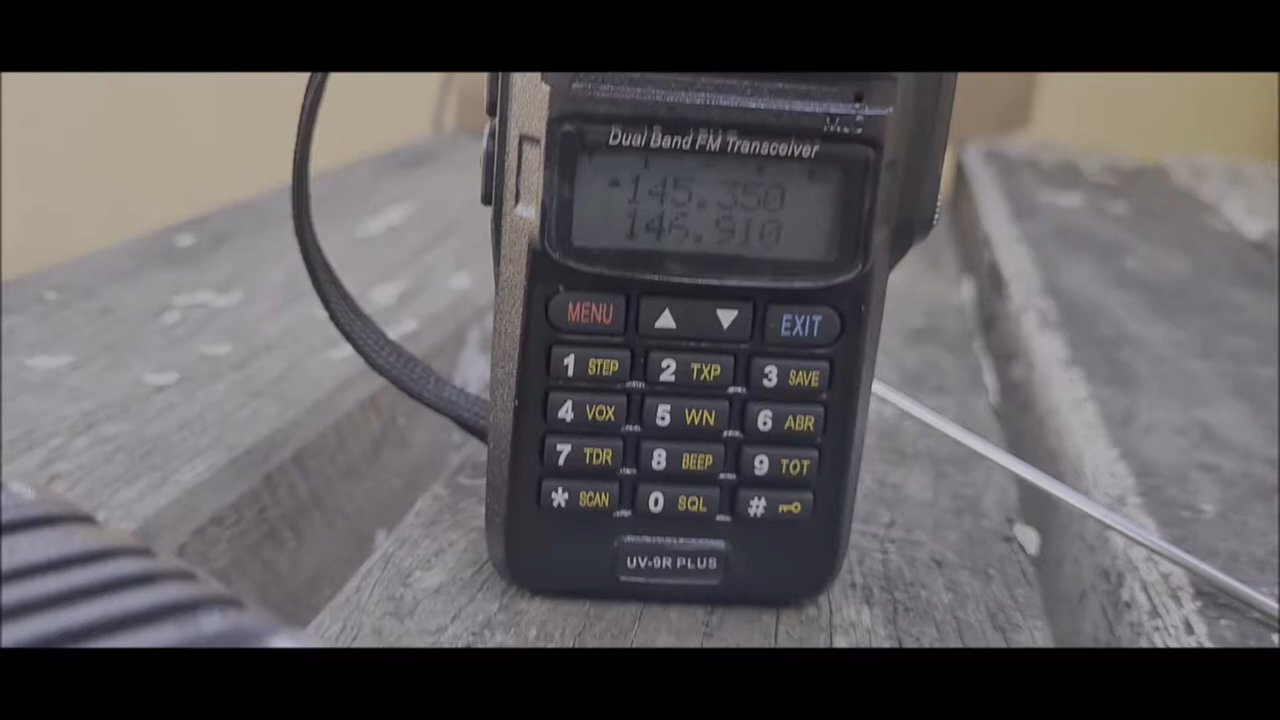 Dual Band FM Transceiver
145.350
145.910
MENU ▲ ▼ EXIT
1 STEP 2 TXP 3 SAVE
4 VOX 5 WN 6 ABR
7 TDR 8 BEEP 9 TOT
* SCAN 0 SQL #
UV-9R PLUS